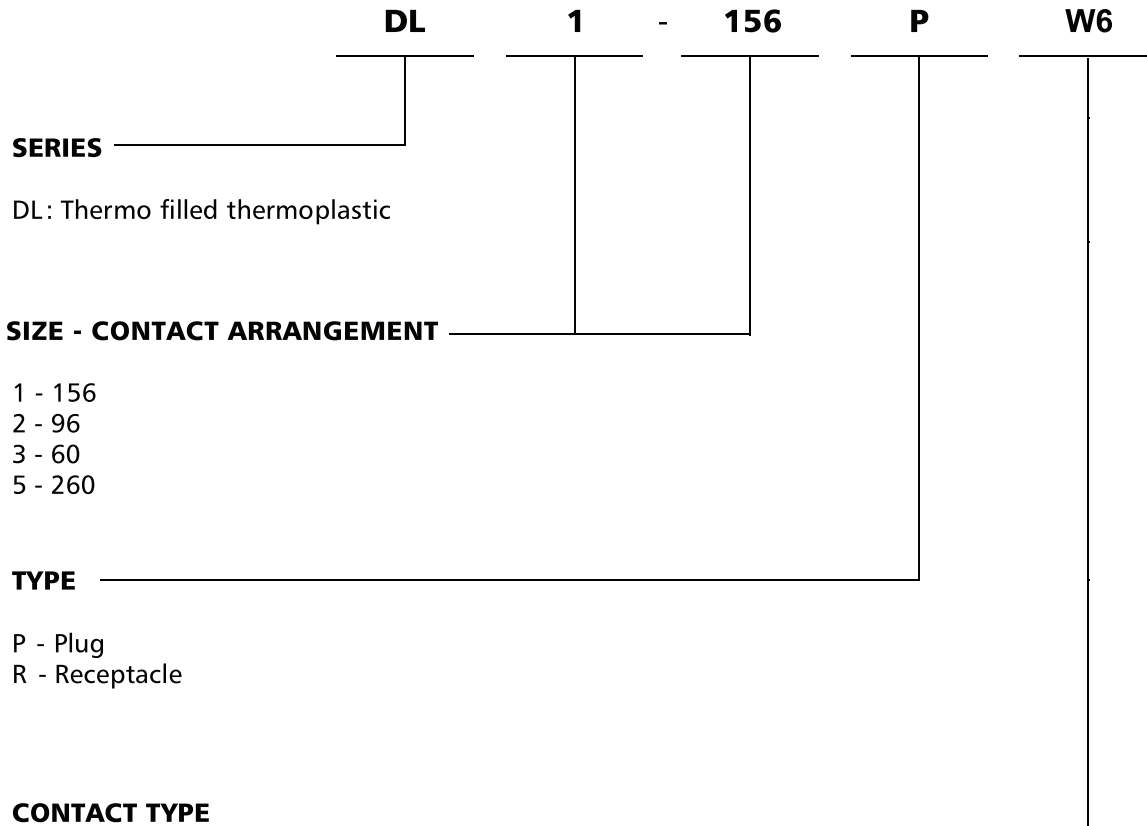 DL 1 - 156 P W6
SERIES
DL: Thermo filled thermoplastic
SIZE - CONTACT ARRANGEMENT
1 - 156
2 - 96
3 - 60
5 - 260
TYPE
P - Plug
R - Receptacle
CONTACT TYPE